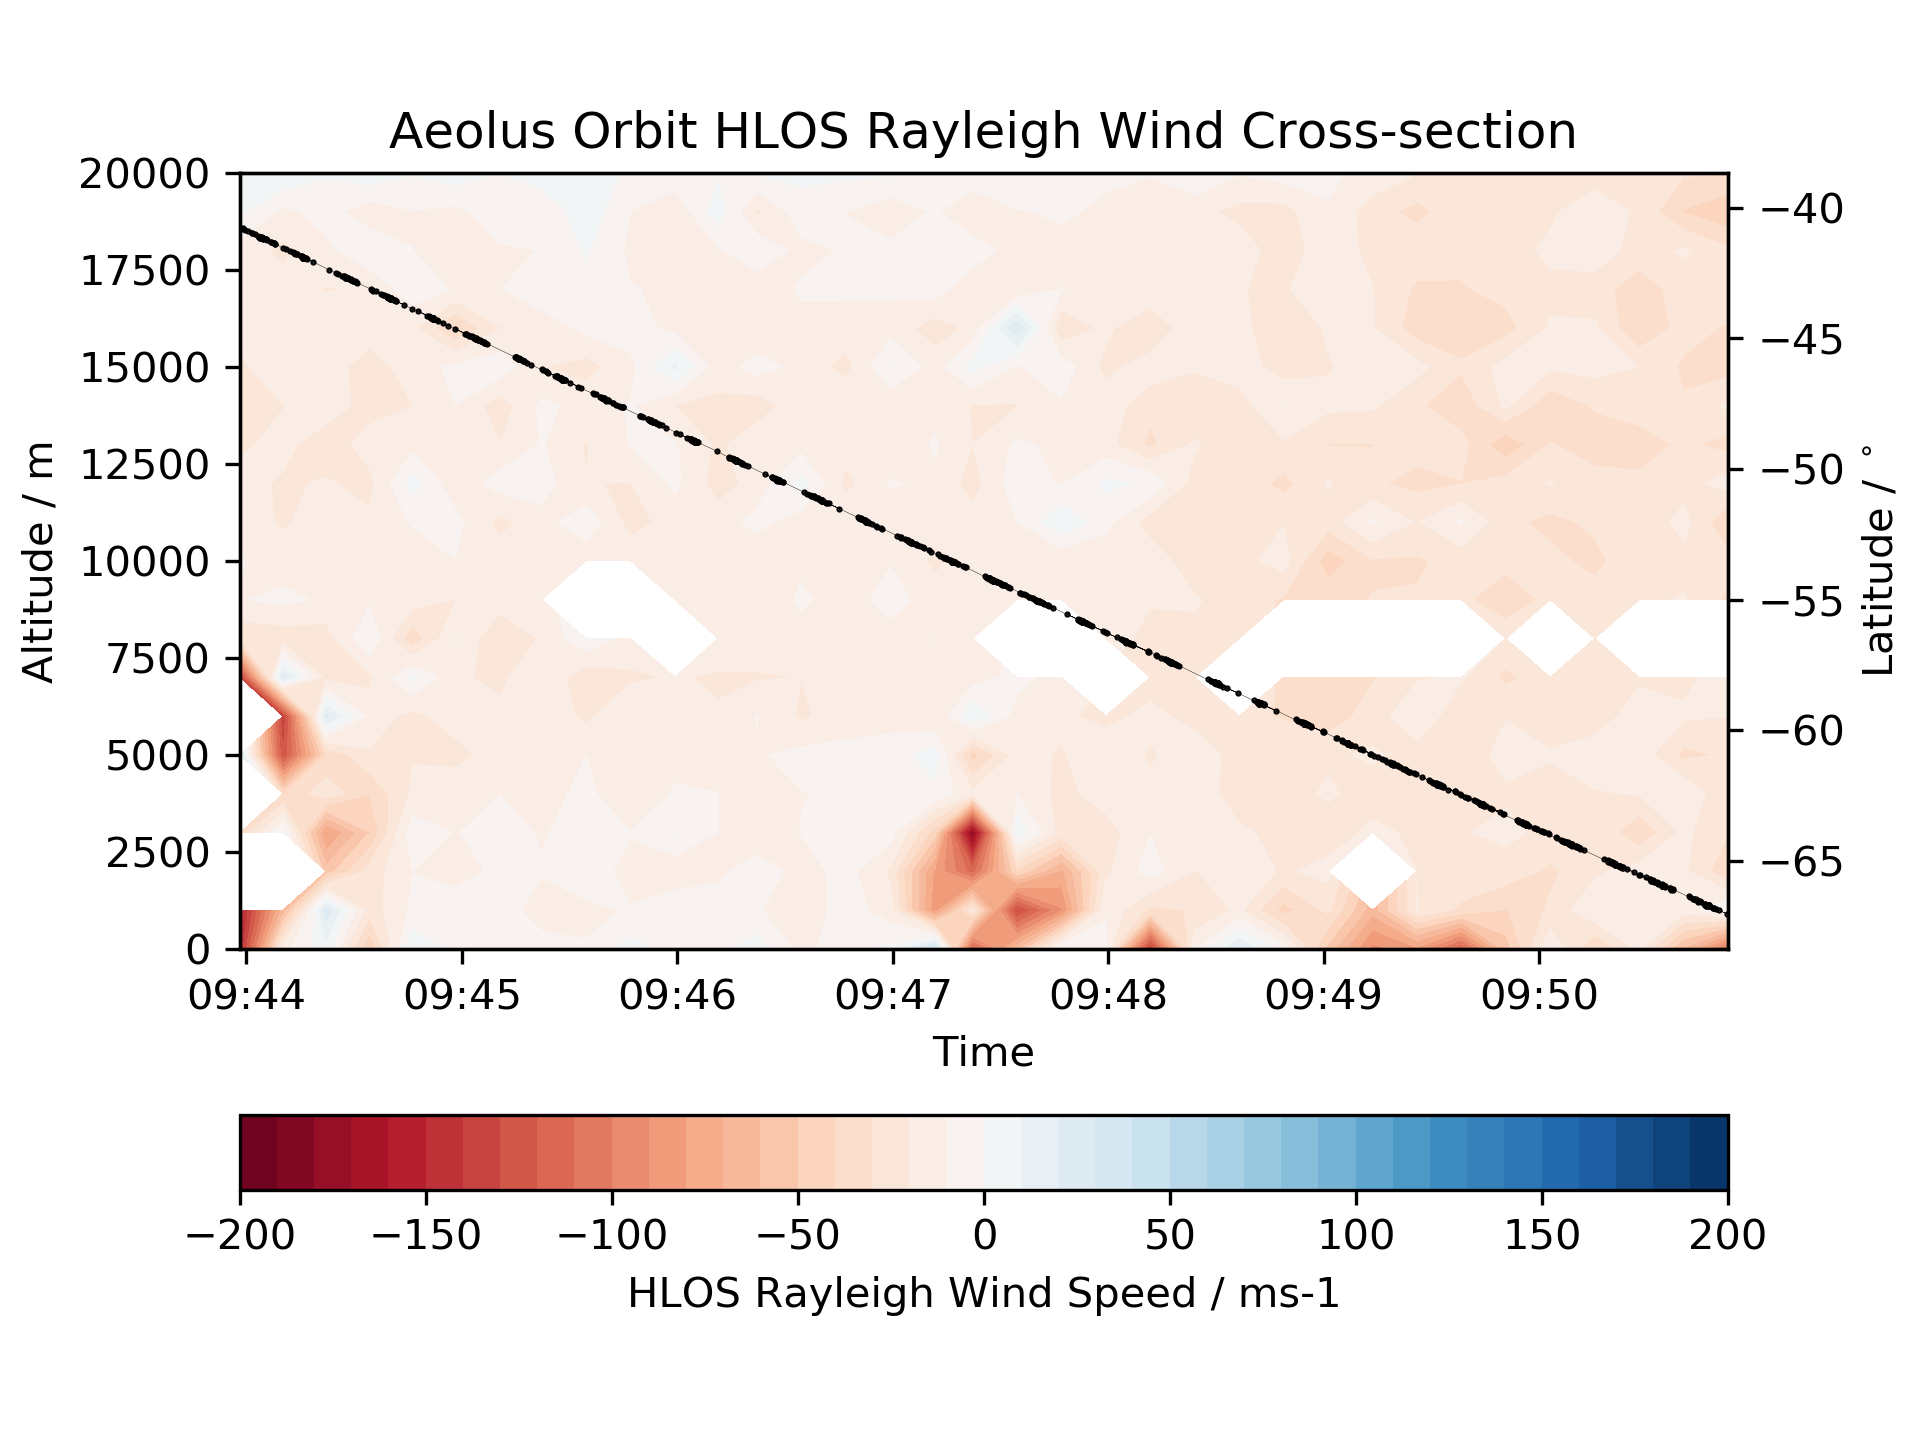 Aeolus Orbit HLOS Rayleigh Wind Cross-section
20000
17500
15000
12500
10000
7500
5000
2500
0
Altitude / m
−40
−45
−50
−55
−60
−65
Latitude / °
09:44 09:45 09:46 09:47 09:48 09:49 09:50
Time
−200 −150 −100 −50 0 50 100 150 200
HLOS Rayleigh Wind Speed / ms-1